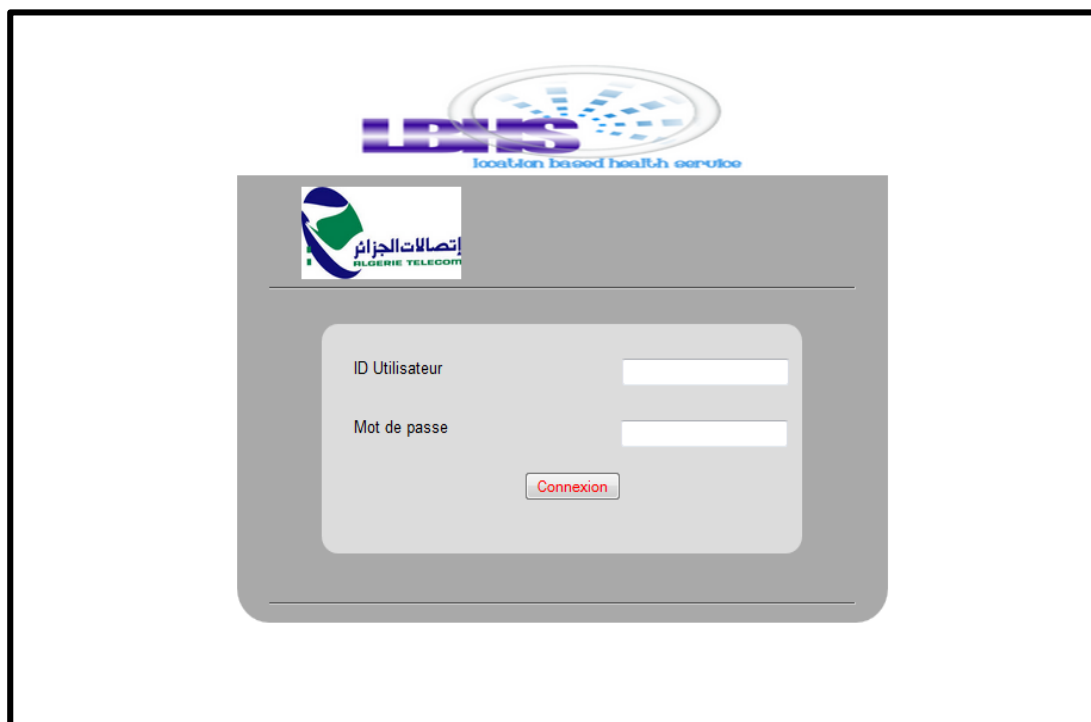 LBHS
location based health service
إتصالات الجزائر
ALGERIE TELECOM
ID Utilisateur
Mot de passe
Connexion